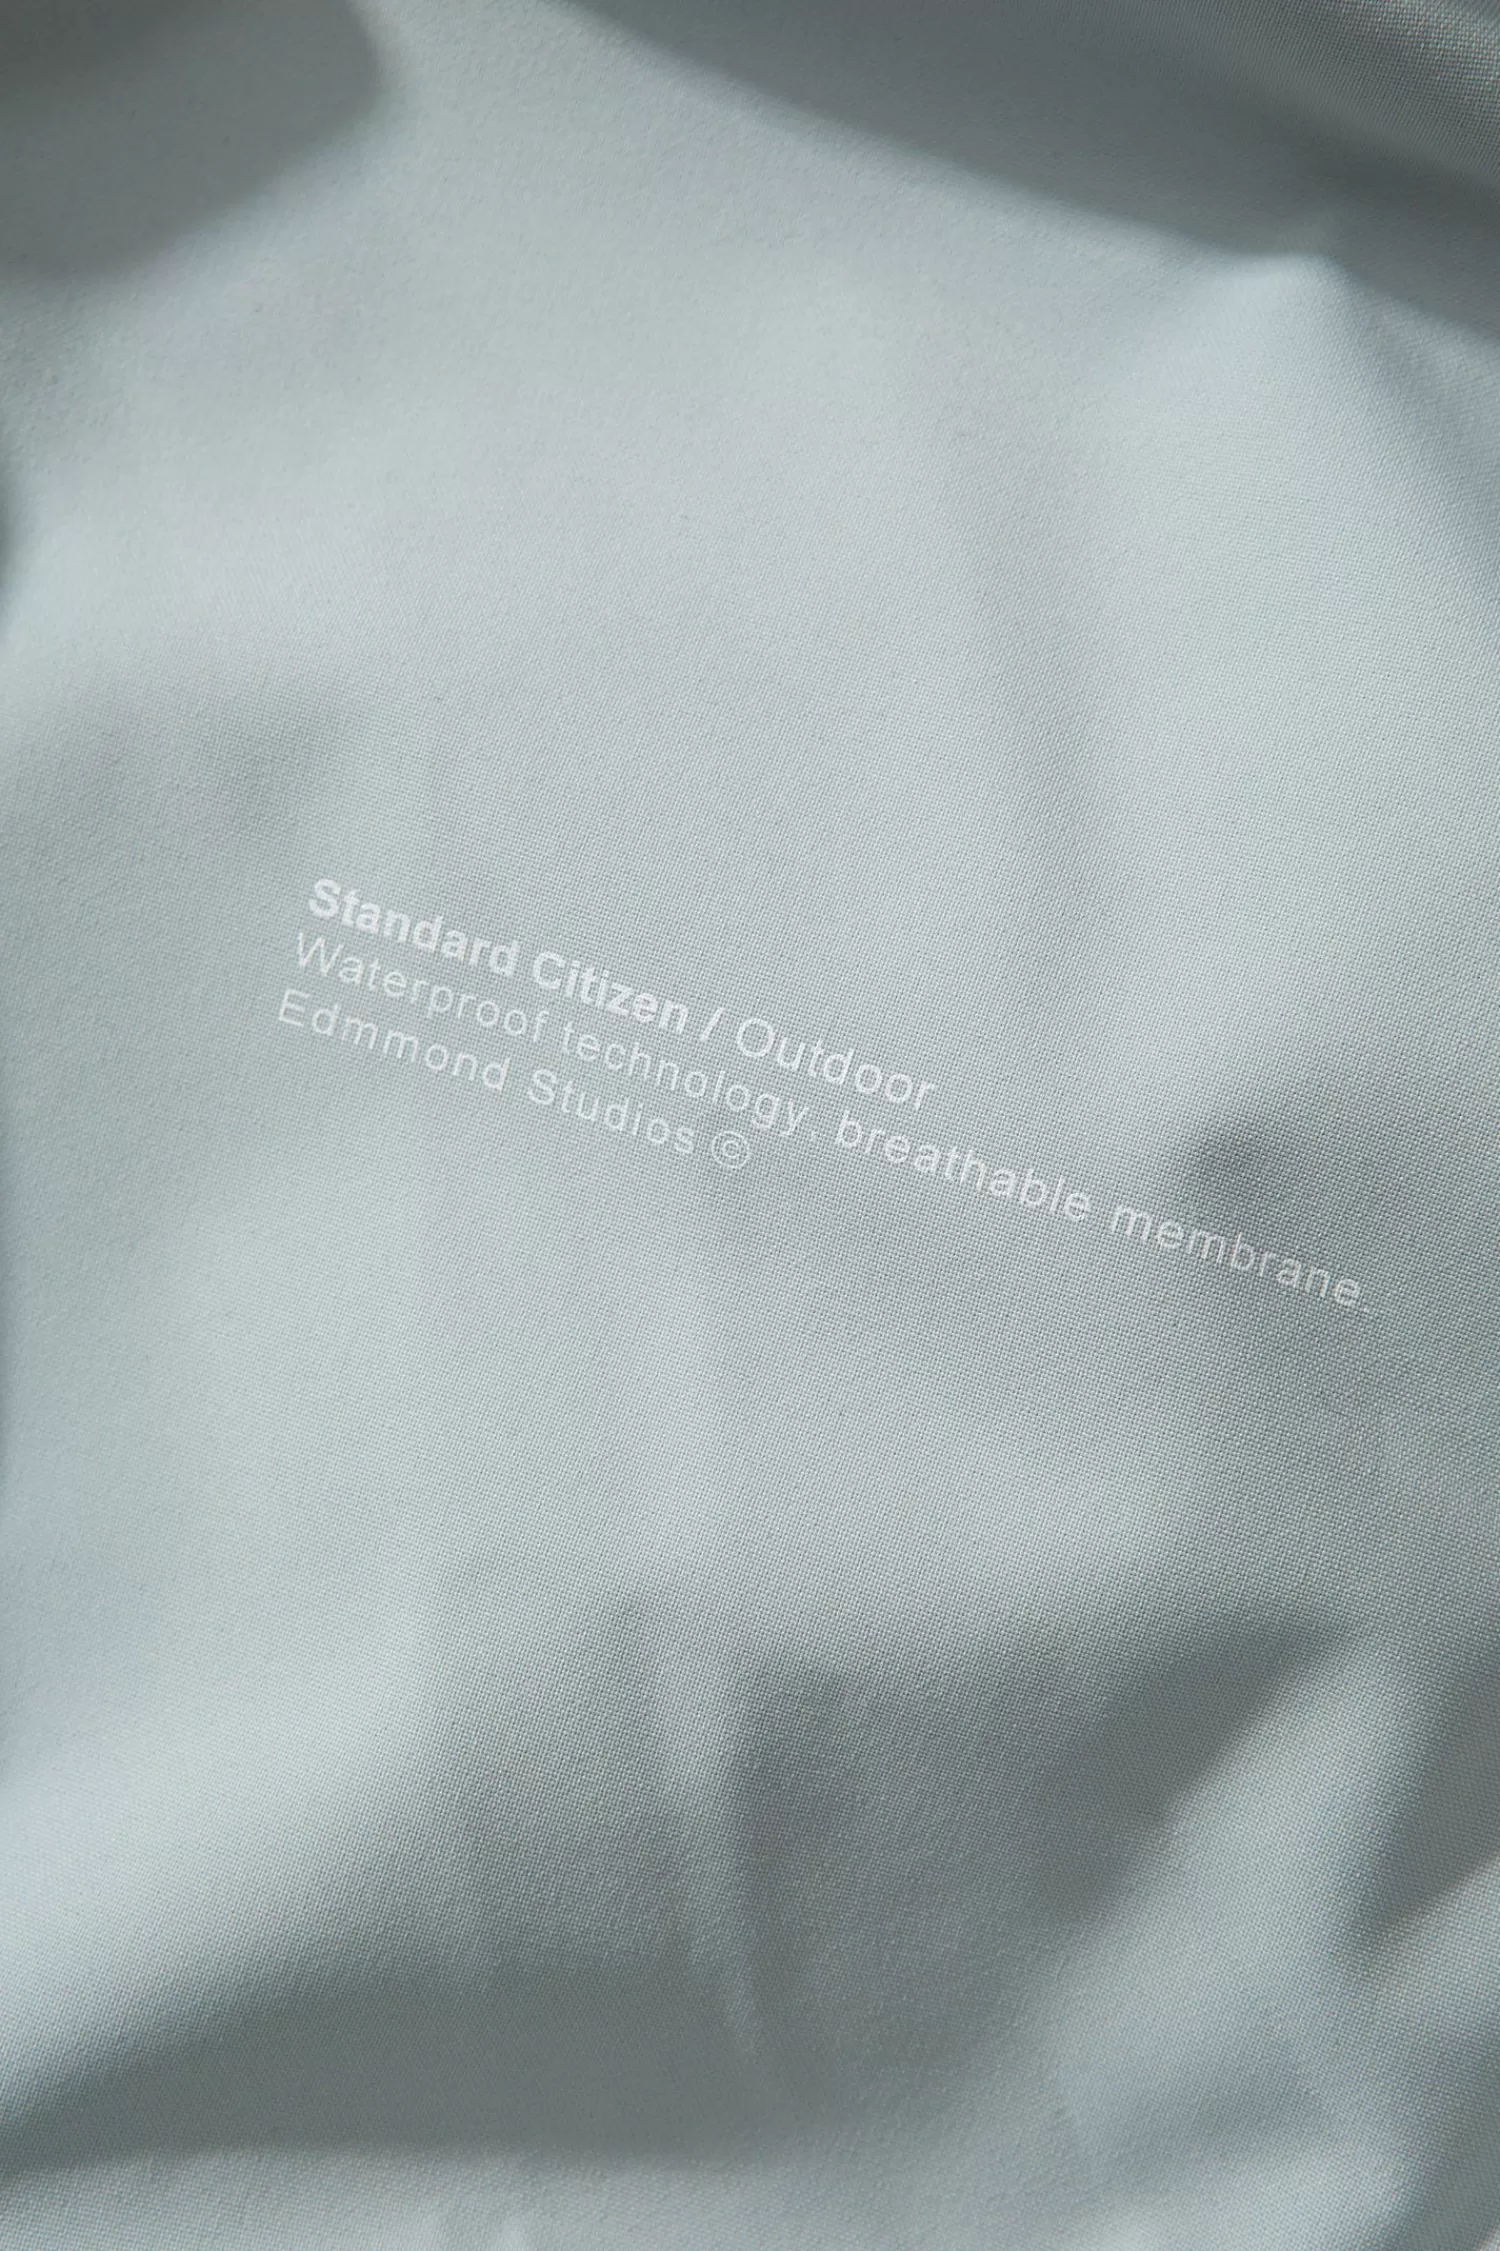 Standard Citizen / Outdoor
Waterproof technology. breathable membrane.
Edmmond Studios ©